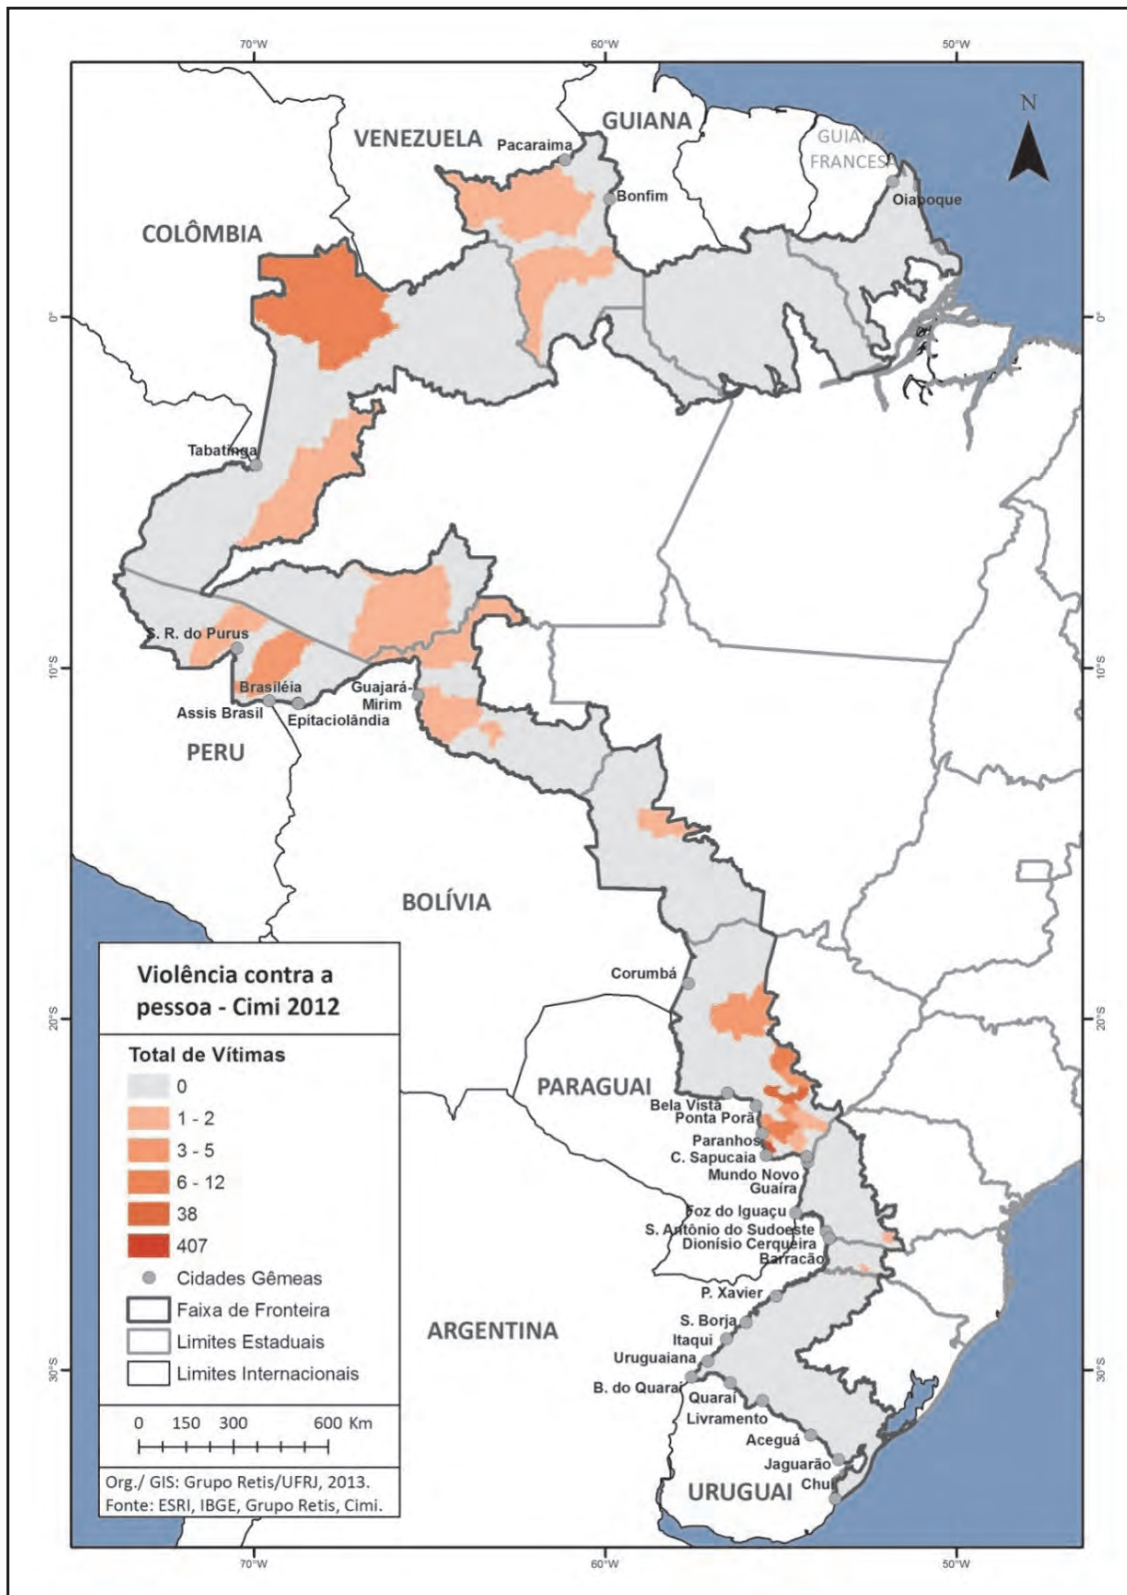 70°W
60°W
50°W
N
GUIANA
GUIANA
FRANCESA
VENEZUELA
Pacaraima
Bonfim
Oiapoque
COLÔMBIA
0°
0°
Tabatinga
S. R. do Purus
10°S
10°S
Brasiléia
Guajará-
Mirim
Assis Brasil
Epitaciolândia
PERU
BOLÍVIA
Corumbá
20°S
20°S
PARAGUAI
Bela Vista
Ponta Porã
Paranhos
C. Sapucaia
Mundo Novo
Guaíra
Foz do Iguaçu
S. Antônio do Sudoeste
Dionísio Cerqueira
Barracão
P. Xavier
S. Borja
ARGENTINA
Itaqui
Uruguaiana
30°S
30°S
B. do Quaraí
Quaraí
Livramento
Aceguá
Jaguarão
Chuí
URUGUAI
Violência contra a
pessoa - Cimi 2012
Total de Vítimas
0
1 - 2
3 - 5
6 - 12
38
407
Cidades Gêmeas
Faixa de Fronteira
Limites Estaduais
Limites Internacionais
0 150 300 600 Km
Org./ GIS: Grupo Retis/UFRJ, 2013.
Fonte: ESRI, IBGE, Grupo Retis, Cimi.
70°W
60°W
50°W